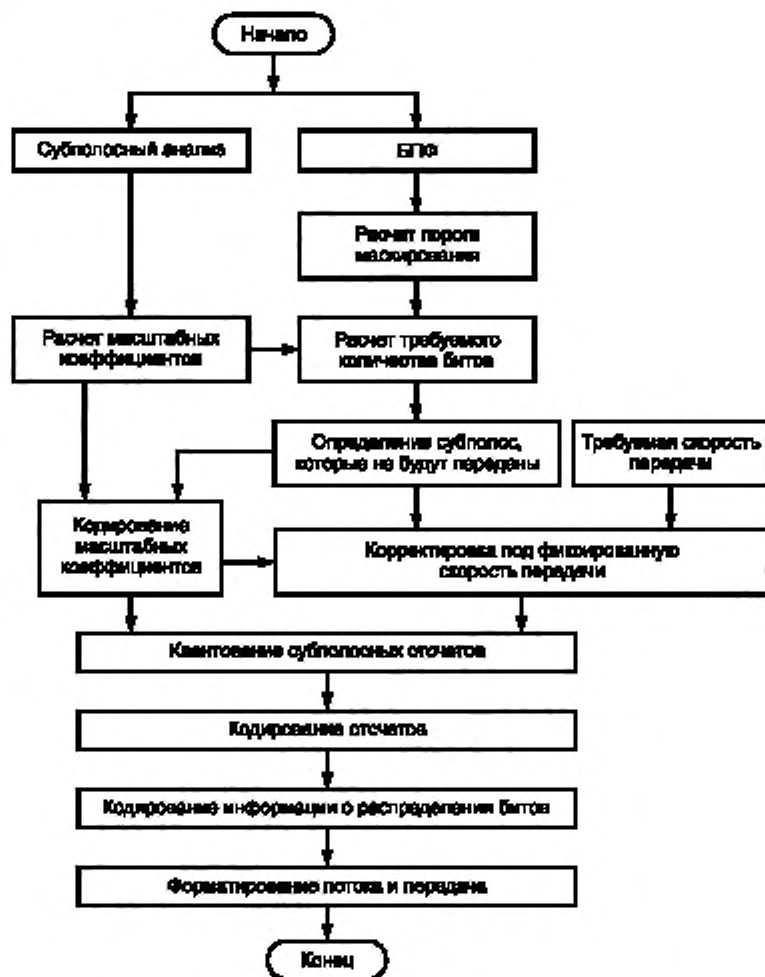 Начало
Субполосный анализ
БПФ
Расчет порога
маскирования
Расчет масштабных
коэффициентов
Расчет требуемого
количества битов
Определение субполос,
которые не будут переданы
Требуемая скорость
передачи
Кодирование
масштабных
коэффициентов
Корректировка под фиксированную
скорость передачи
Квантование субполосных отсчетов
Кодирование отсчетов
Кодирование информации о распределении битов
Форматирование потока и передача
Конец